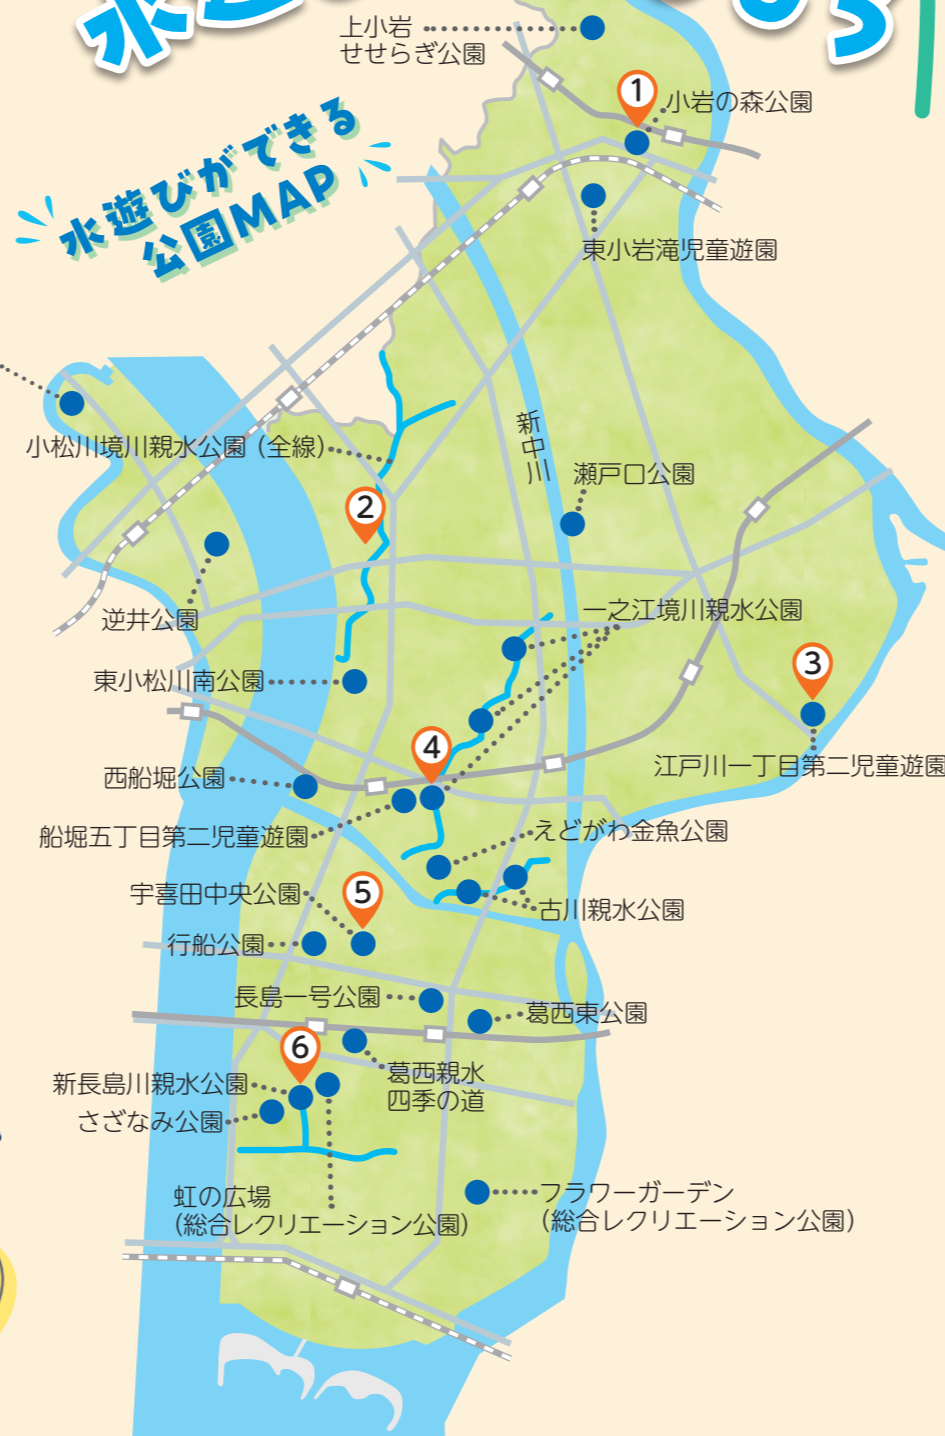 水遊びができる
公園MAP
上小岩
せせらぎ公園
1
小岩の森公園
東小岩滝児童遊園
小松川境川親水公園（全線）
新中川
瀬戸口公園
2
逆井公園
一之江境川親水公園
東小松川南公園
3
江戸川一丁目第二児童遊園
4
西船堀公園
船堀五丁目第二児童遊園
えどがわ金魚公園
宇喜田中央公園
5
古川親水公園
行船公園
長島一号公園
葛西東公園
6
新長島川親水公園
葛西親水
四季の道
さざなみ公園
虹の広場
（総合レクリエーション公園）
フラワーガーデン
（総合レクリエーション公園）